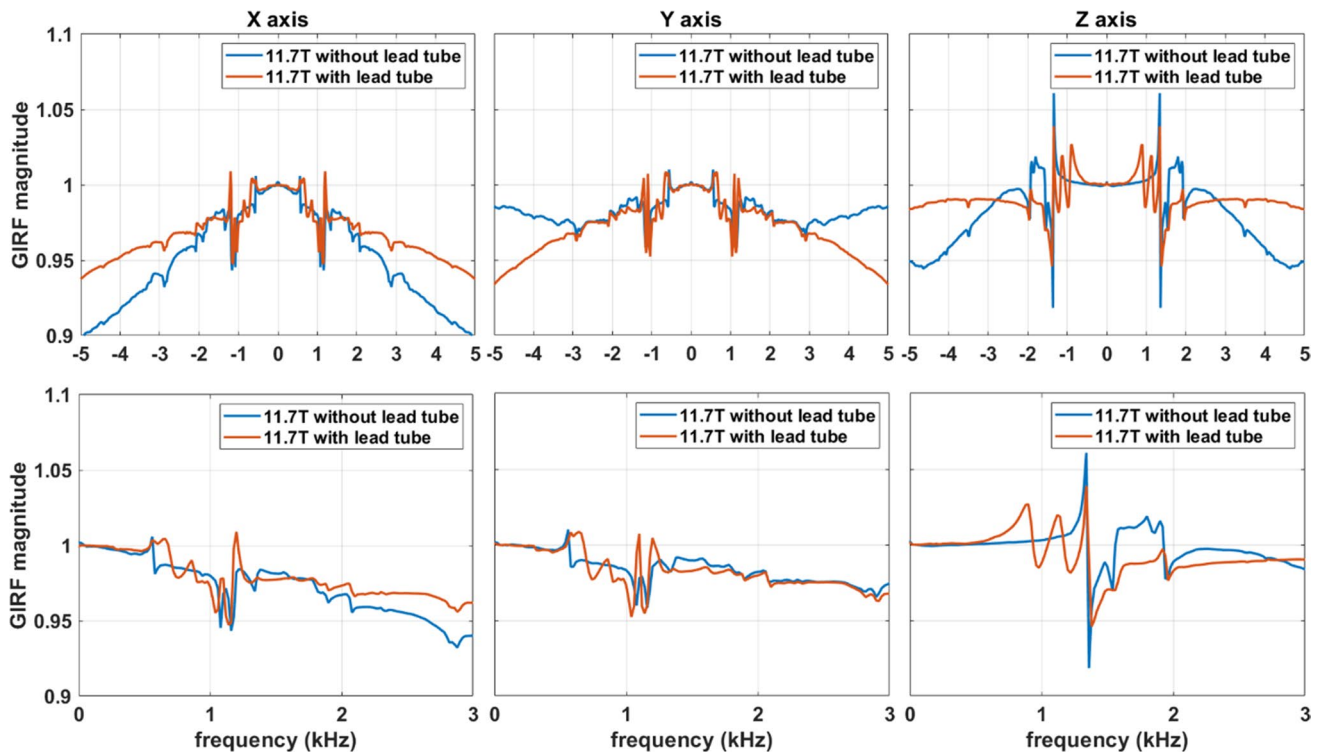 X axis
Y axis
Z axis
1.1
1.05
1
0.95
0.9
GIRF magnitude
11.7T without lead tube
11.7T with lead tube
11.7T without lead tube
11.7T with lead tube
11.7T without lead tube
11.7T with lead tube
-5 -4 -3 -2 -1 0 1 2 3 4 5
-5 -4 -3 -2 -1 0 1 2 3 4 5
-5 -4 -3 -2 -1 0 1 2 3 4 5
1.1
1.05
1
0.95
0.9
GIRF magnitude
11.7T without lead tube
11.7T with lead tube
11.7T without lead tube
11.7T with lead tube
11.7T without lead tube
11.7T with lead tube
0 1 2 3
0 1 2 3
0 1 2 3
frequency (kHz)
frequency (kHz)
frequency (kHz)